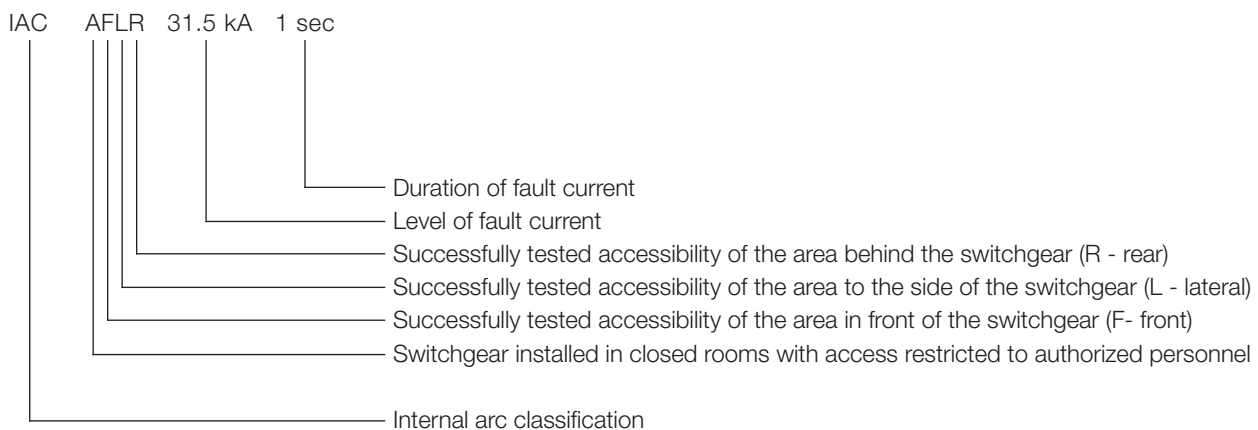 IAC AFLR 31.5 kA 1 sec
Duration of fault current
Level of fault current
Successfully tested accessibility of the area behind the switchgear (R - rear)
Successfully tested accessibility of the area to the side of the switchgear (L - lateral)
Successfully tested accessibility of the area in front of the switchgear (F- front)
Switchgear installed in closed rooms with access restricted to authorized personnel
Internal arc classification